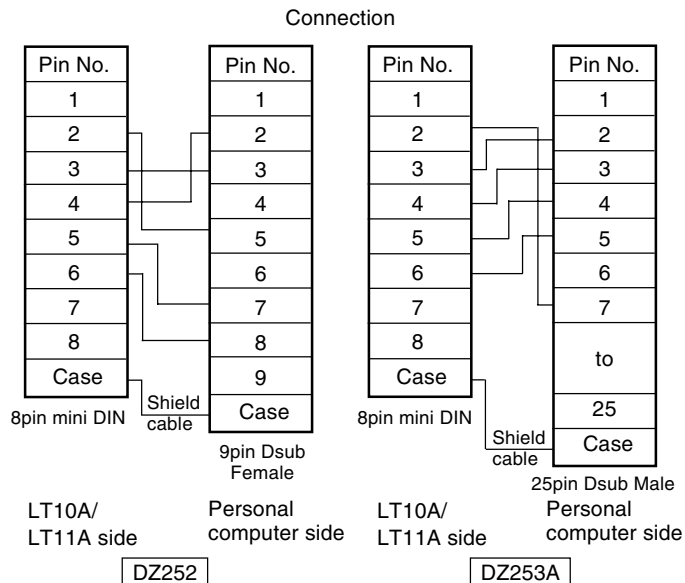 Connection
Pin No.
1
2
3
4
5
6
7
8
Case
8pin mini DIN
Pin No.
1
2
3
4
5
6
7
8
9
Case
9pin Dsub
Female
Shield
cable
LT10A/
LT11A side
Personal
computer side
DZ252
Pin No.
1
2
3
4
5
6
7
8
Case
8pin mini DIN
Pin No.
1
2
3
4
5
6
7
to
25
Case
25pin Dsub Male
Shield
cable
LT10A/
LT11A side
Personal
computer side
DZ253A